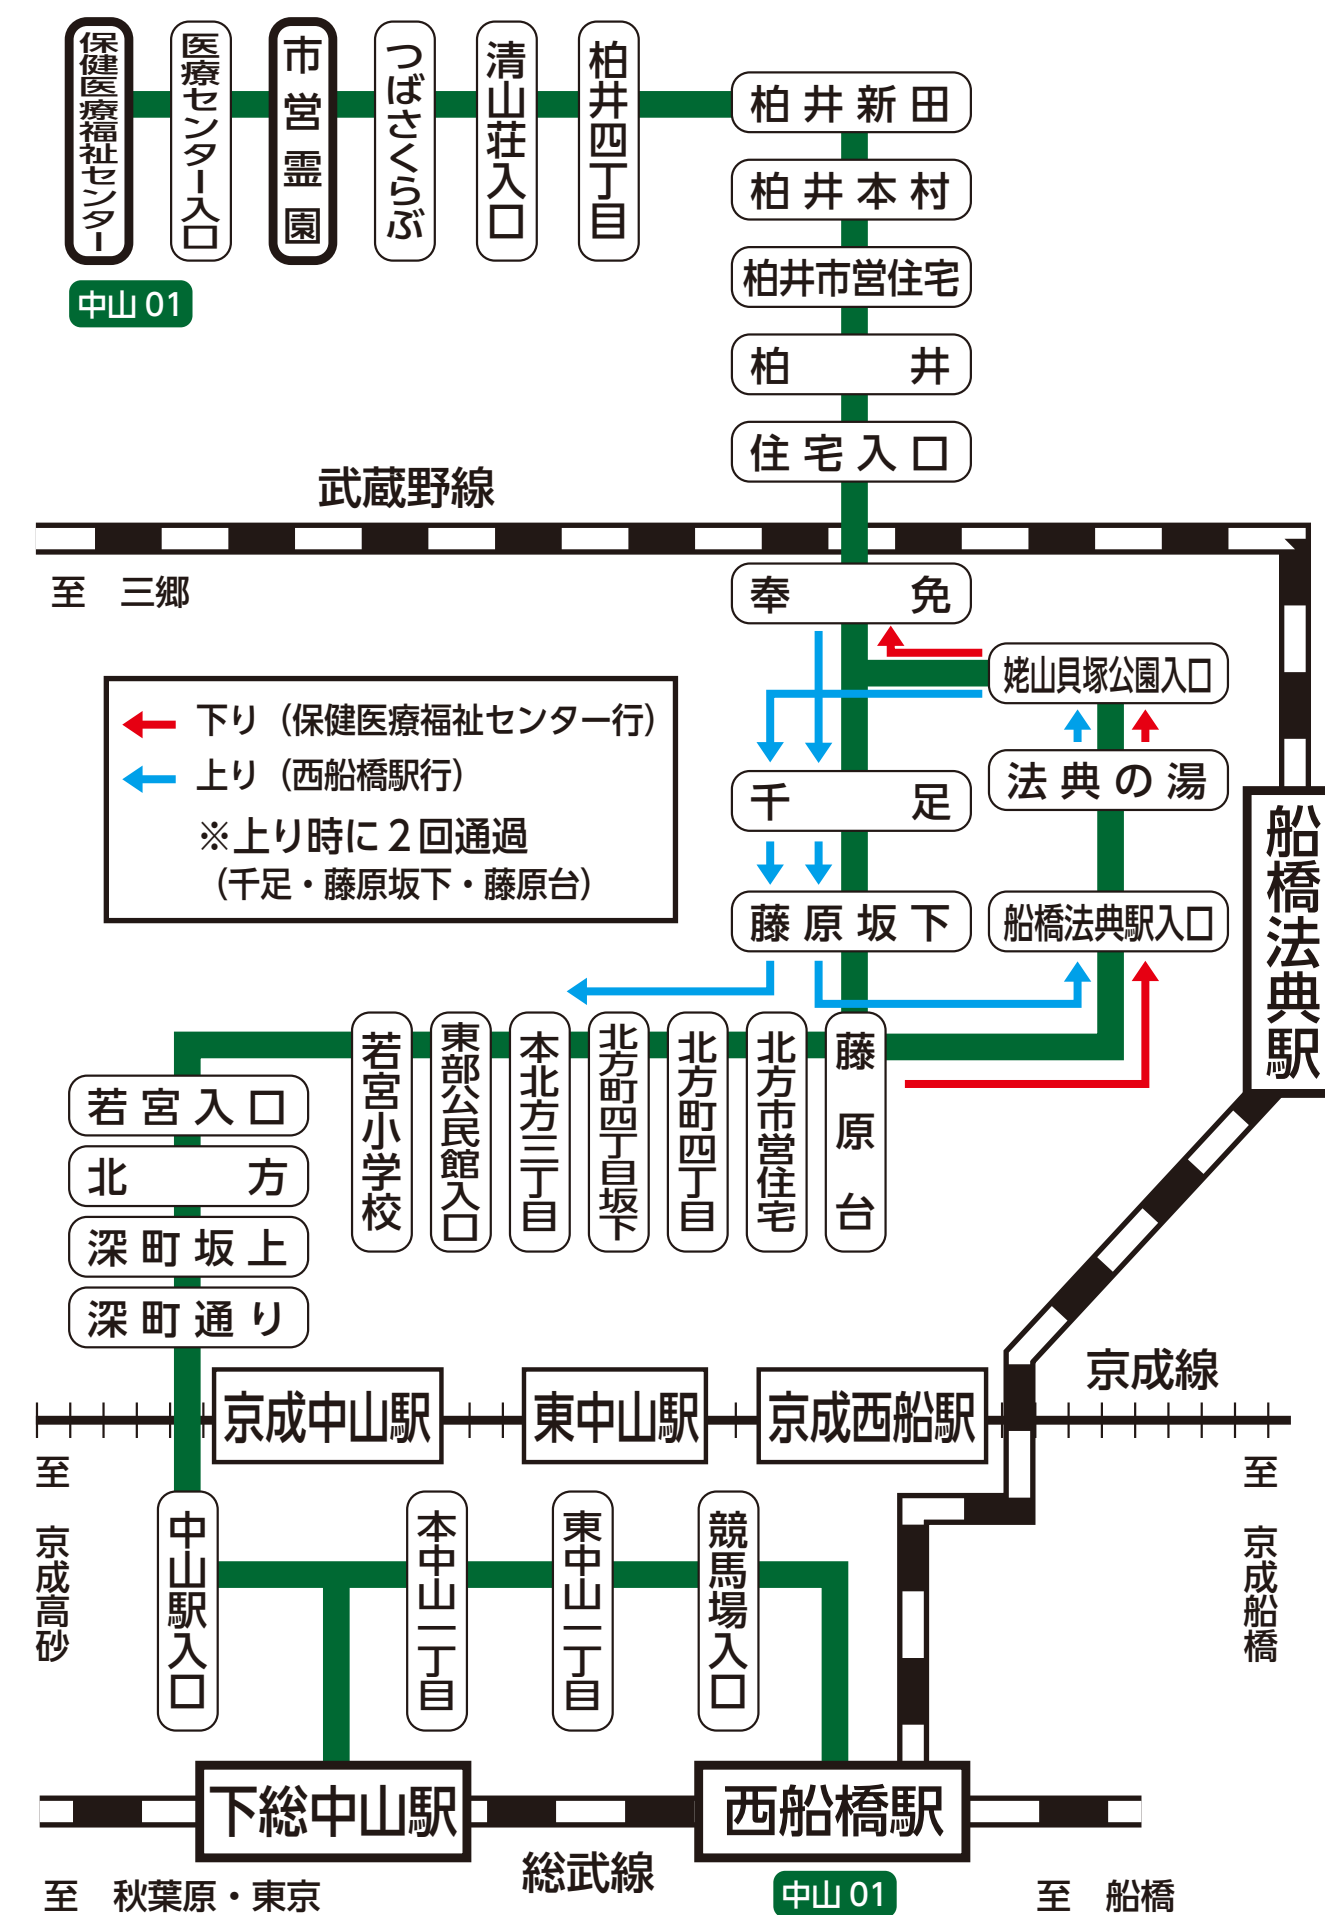 保健医療福祉センター
医療センター入口
市営霊園
つばさくらぶ
清山荘入口
柏井四丁目
柏井新田
柏井本村
柏井市営住宅
柏井
住宅入口
中山 01
武蔵野線
至 三郷
奉免
姥山貝塚公園入口
法典の湯
船橋法典駅入口
千足
藤原坂下
下り（保健医療福祉センター行）
上り（西船橋駅行）
※上り時に２回通過
（千足・藤原坂下・藤原台）
船橋法典駅
若宮小学校
東部公民館入口
本北方三丁目
北方町四丁目坂下
北方町四丁目
北方市営住宅
藤原台
若宮入口
北方
深町坂上
深町通り
京成中山駅
東中山駅
京成西船駅
京成線
至 京成高砂
至 京成船橋
中山駅入口
本中山一丁目
東中山一丁目
競馬場入口
下総中山駅
西船橋駅
総武線
至 秋葉原・東京
中山 01
至 船橋